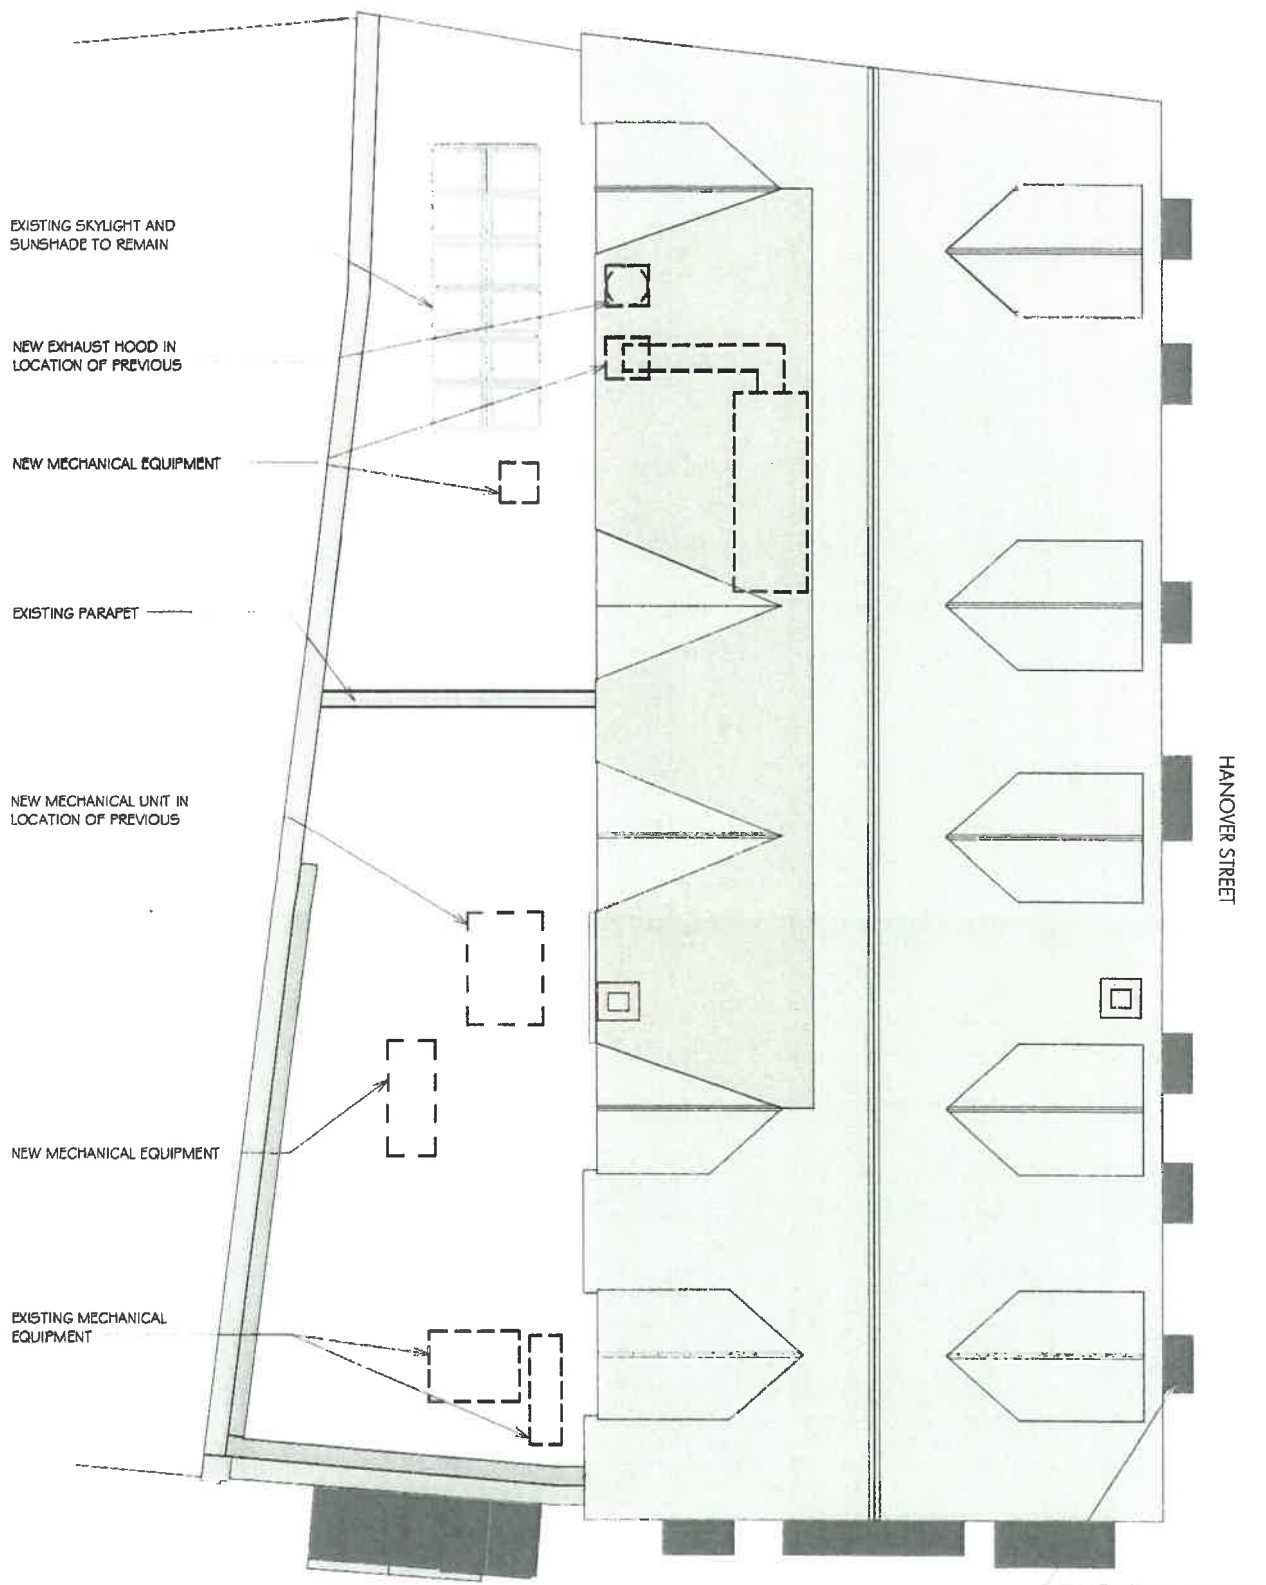 EXISTING SKYLIGHT AND
SUNSHADE TO REMAIN
NEW EXHAUST HOOD IN
LOCATION OF PREVIOUS
NEW MECHANICAL EQUIPMENT
EXISTING PARAPET
NEW MECHANICAL UNIT IN
LOCATION OF PREVIOUS
HANOVER STREET
NEW MECHANICAL EQUIPMENT
EXISTING MECHANICAL
EQUIPMENT